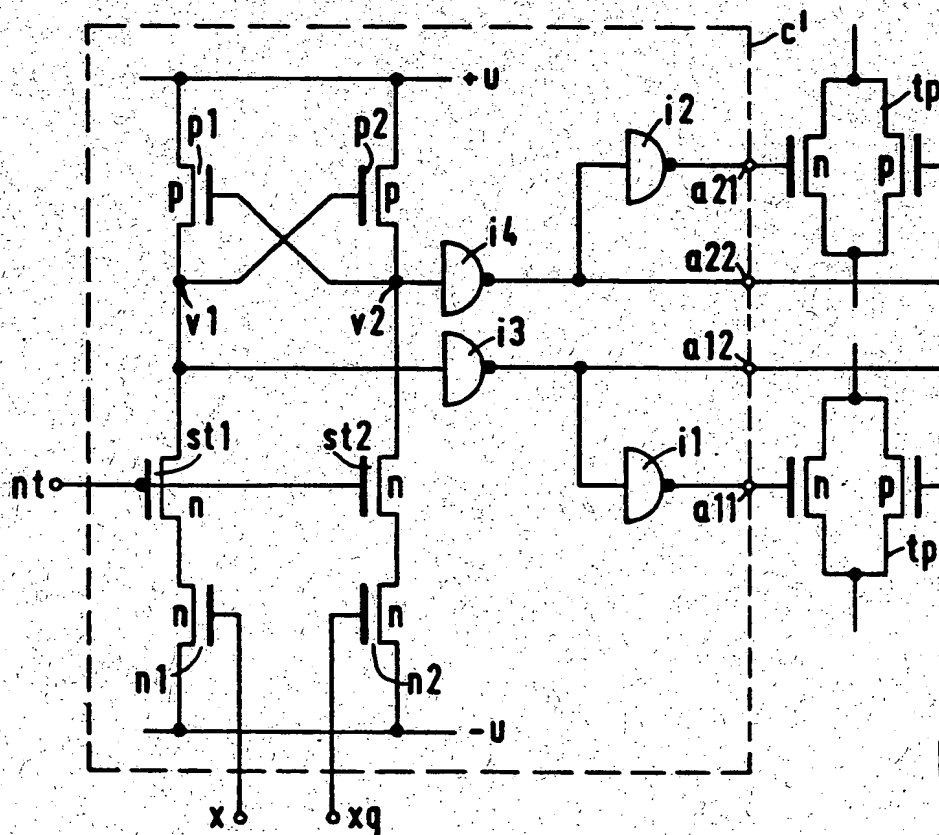 c'
+u
tp
p1
p2
i2
p
p
n
p
a21
i4
a22
v1
v2
i3
a12
st1
st2
i1
nt
n
n
n
p
a11
tp
n
n
n1
n2
-u
x
xq